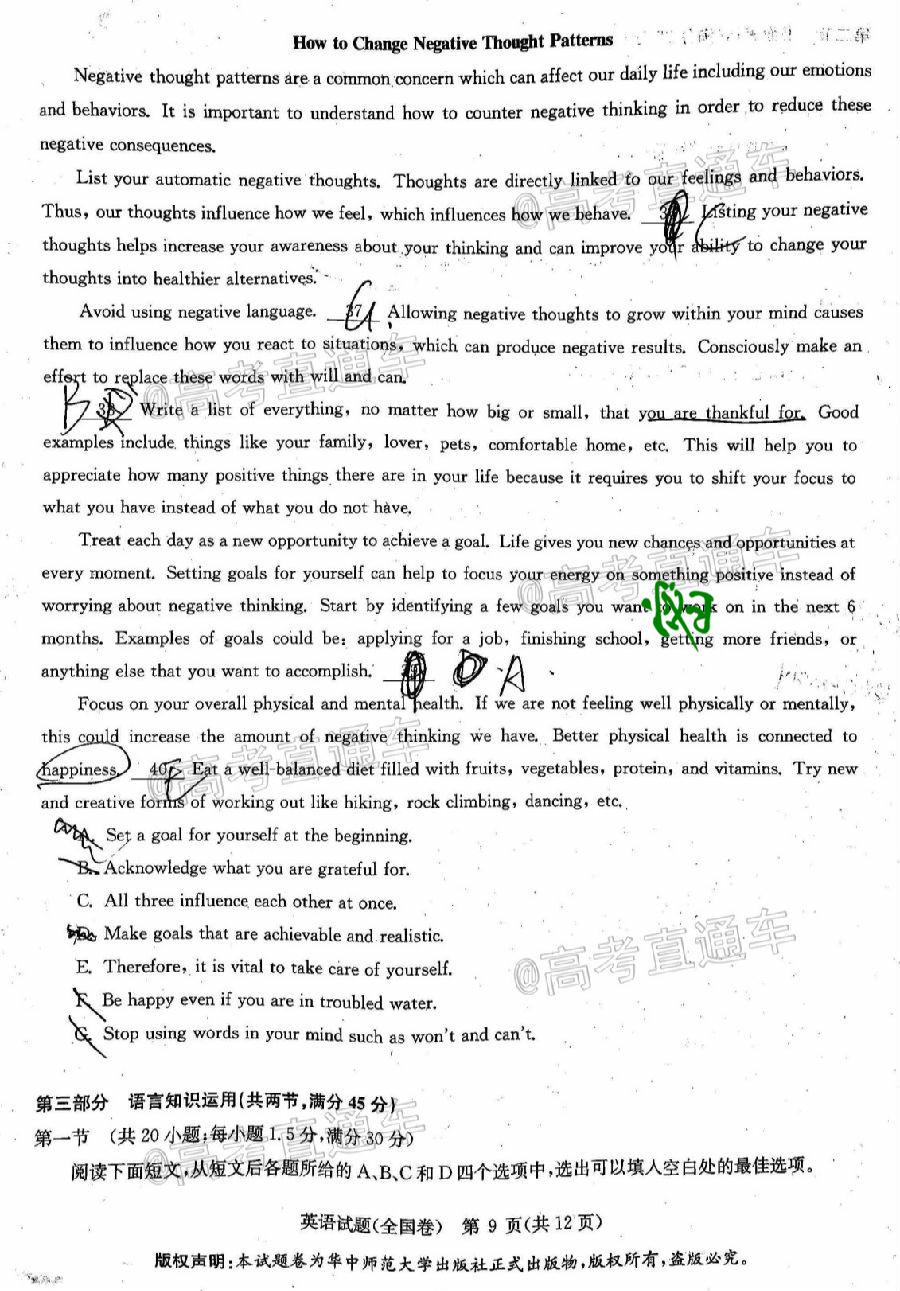 How to Change Negative Thought Patterns
Negative thought patterns are a common concern which can affect our daily life including our emotions
and behaviors. It is important to understand how to counter negative thinking in order to reduce these
negative consequences.
List your automatic negative thoughts. Thoughts are directly linked to our feelings and behaviors.
Thus, our thoughts influence how we feel, which influences how we behave. Listing your negative
thoughts helps increase your awareness about your thinking and can improve your ability to change your
thoughts into healthier alternatives.
Avoid using negative language. 37 Allowing negative thoughts to grow within your mind causes
them to influence how you react to situations, which can produce negative results. Consciously make an
effort to replace these words with will and can.
B 38 Write a list of everything, no matter how big or small, that you are thankful for. Good
examples include things like your family, lover, pets, comfortable home, etc. This will help you to
appreciate how many positive things there are in your life because it requires you to shift your focus to
what you have instead of what you do not have.
Treat each day as a new opportunity to achieve a goal. Life gives you new chances and opportunities at
every moment. Setting goals for yourself can help to focus your energy on something positive instead of
worrying about negative thinking. Start by identifying a few goals you want to work on in the next 6
months. Examples of goals could be: applying for a job, finishing school, getting more friends, or
anything else that you want to accomplish. D A
Focus on your overall physical and mental health. If we are not feeling well physically or mentally,
this could increase the amount of negative thinking we have. Better physical health is connected to
happiness. 40 Eat a well-balanced diet filled with fruits, vegetables, protein, and vitamins. Try new
and creative forms of working out like hiking, rock climbing, dancing, etc.
A. Set a goal for yourself at the beginning.
B. Acknowledge what you are grateful for.
C. All three influence each other at once.
D. Make goals that are achievable and realistic.
E. Therefore, it is vital to take care of yourself.
F. Be happy even if you are in troubled water.
G. Stop using words in your mind such as won't and can't.
@高考直通车
第三部分 语言知识运用(共两节,满分 45 分)
第一节 (共 20 小题;每小题 1.5 分,满分 30 分)
阅读下面短文,从短文后各题所给的 A、B、C 和 D 四个选项中,选出可以填入空白处的最佳选项。
英语试题(全国卷) 第 9 页(共 12 页)
版权声明:本试题卷为华中师范大学出版社正式出版物,版权所有,盗版必究。